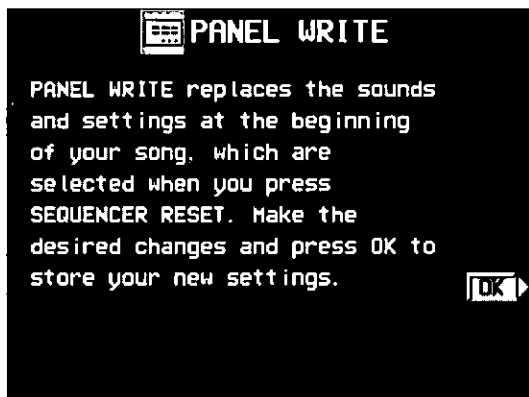 PANEL WRITE
PANEL WRITE replaces the sounds
and settings at the beginning
of your song, which are
selected when you press
SEQUENCER RESET. Make the
desired changes and press OK to
store your new settings.
OK